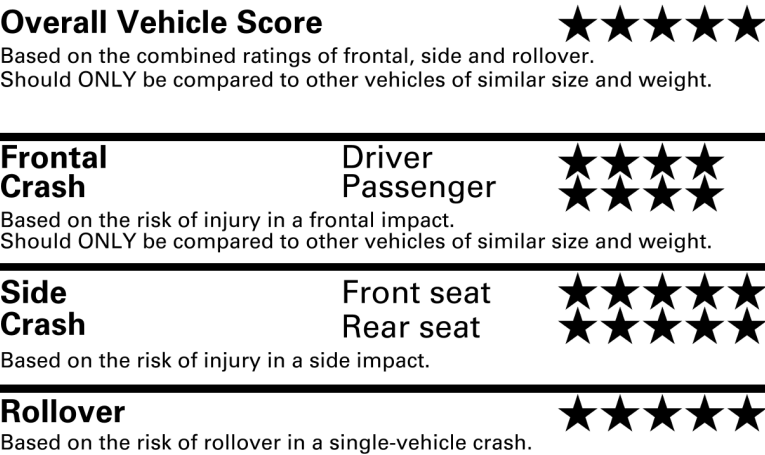 Overall Vehicle Score ★★★★★
Based on the combined ratings of frontal, side and rollover.
Should ONLY be compared to other vehicles of similar size and weight.
Frontal Driver ★★★★
Crash Passenger ★★★★
Based on the risk of injury in a frontal impact.
Should ONLY be compared to other vehicles of similar size and weight.
Side Front seat ★★★★★
Crash Rear seat ★★★★★
Based on the risk of injury in a side impact.
Rollover ★★★★★
Based on the risk of rollover in a single-vehicle crash.